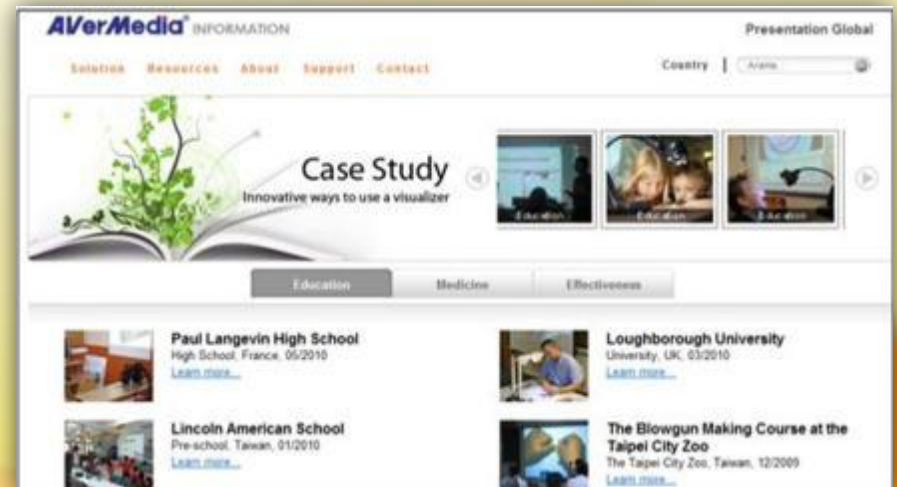 AVerMedia® INFORMATION
Presentation Global
Solution Resources About Support Contact
Country |
Case Study
Innovative ways to use a visualizer
Education Education Education
Education Medicine Effectiveness
Paul Langevin High School
High School, France, 05/2010
Learn more...
Loughborough University
University, UK, 03/2010
Learn more...
Lincoln American School
Pre-school, Taiwan, 01/2010
Learn more...
The Blowgun Making Course at the
Taipei City Zoo
The Taipei City Zoo, Taiwan, 12/2009
Learn more...